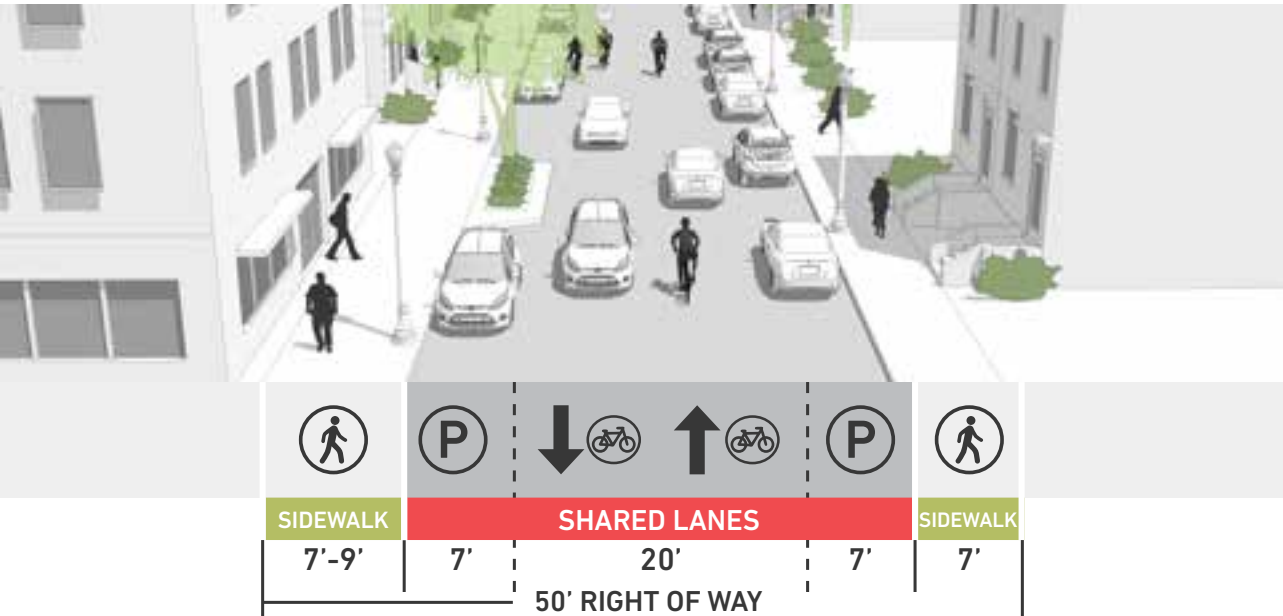 P P
SIDEWALK SHARED LANES SIDEWALK
7’-9’ 7’ 20’ 7’ 7’
50’ RIGHT OF WAY